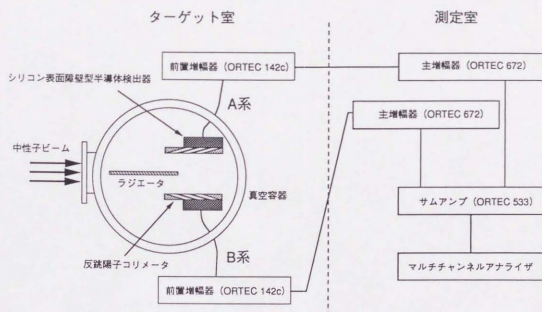 ターゲット室
測定室
前置増幅器（ORTEC 142c）
主増幅器（ORTEC 672）
シリコン表面障壁型半導体検出器
A系
主増幅器（ORTEC 672）
中性子ビーム
ラジエータ
真空容器
サムアンプ（ORTEC 533）
反跳陽子コリメータ
B系
マルチチャンネルアナライザ
前置増幅器（ORTEC 142c）